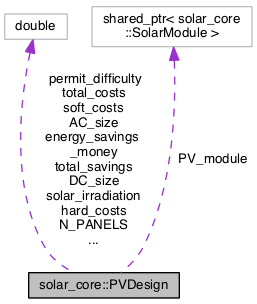 double
shared_ptr< solar_core
::SolarModule >
permit_difficulty
total_costs
soft_costs
AC_size
energy_savings
_money
total_savings
DC_size
solar_irradiation
hard_costs
N_PANELS
...
PV_module
solar_core::PVDesign